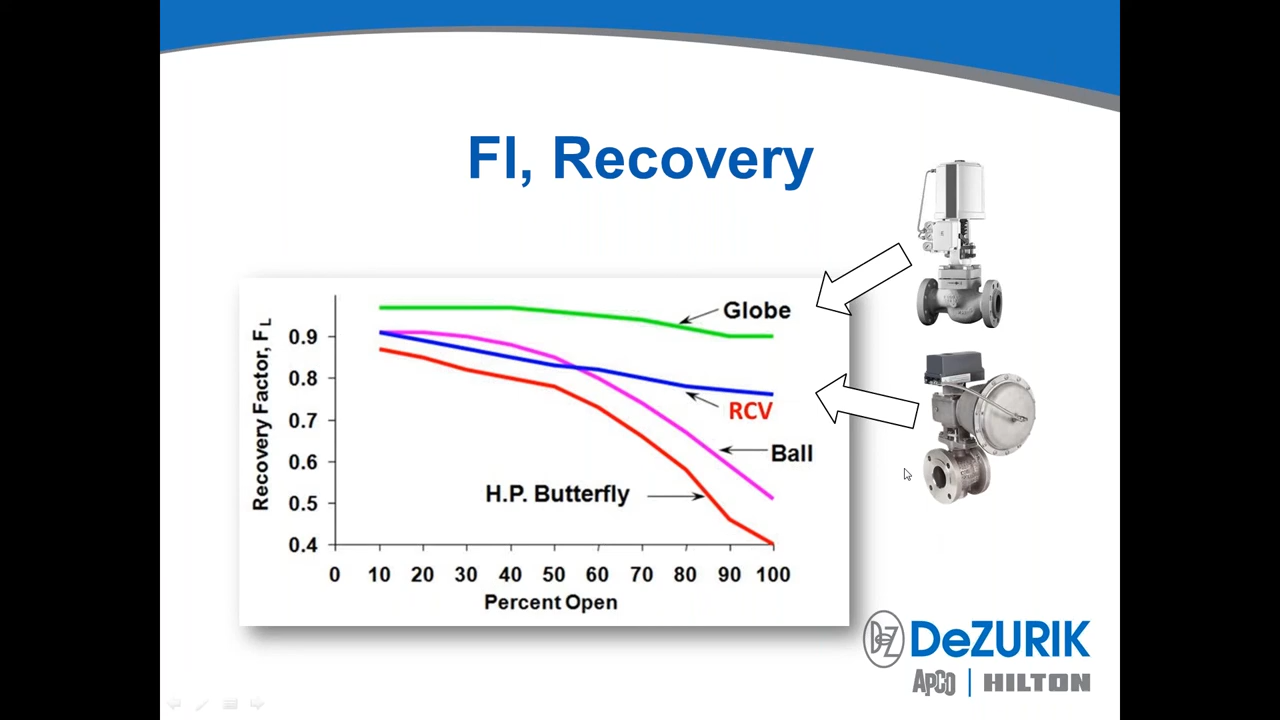 Fl, Recovery
Recovery Factor, FL
0.9
0.8
0.7
0.6
0.5
0.4
0 10 20 30 40 50 60 70 80 90 100
Percent Open
Globe
RCV
Ball
H.P. Butterfly
DeZ DeZURIK
APCO | HILTON